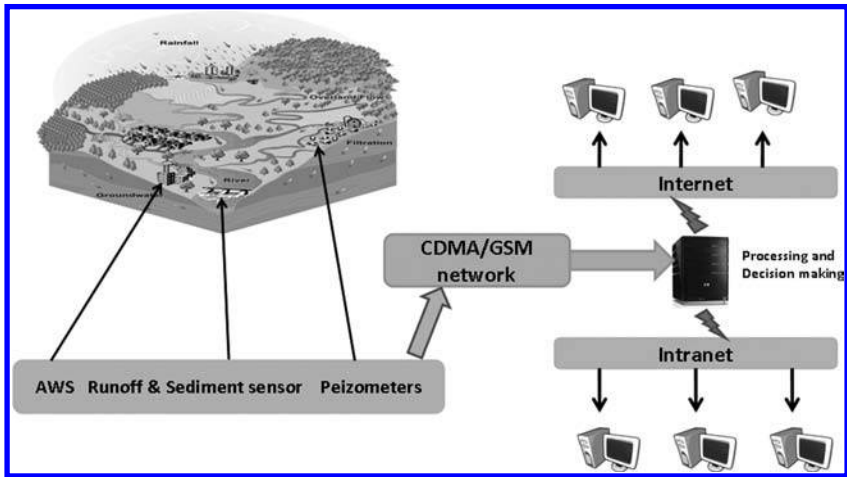 Rainfall
Overland Flow
Filtration
River
Groundwat
CDMA/GSM
network
AWS Runoff & Sediment sensor Peizometers
Internet
Processing and
Decision making
Intranet